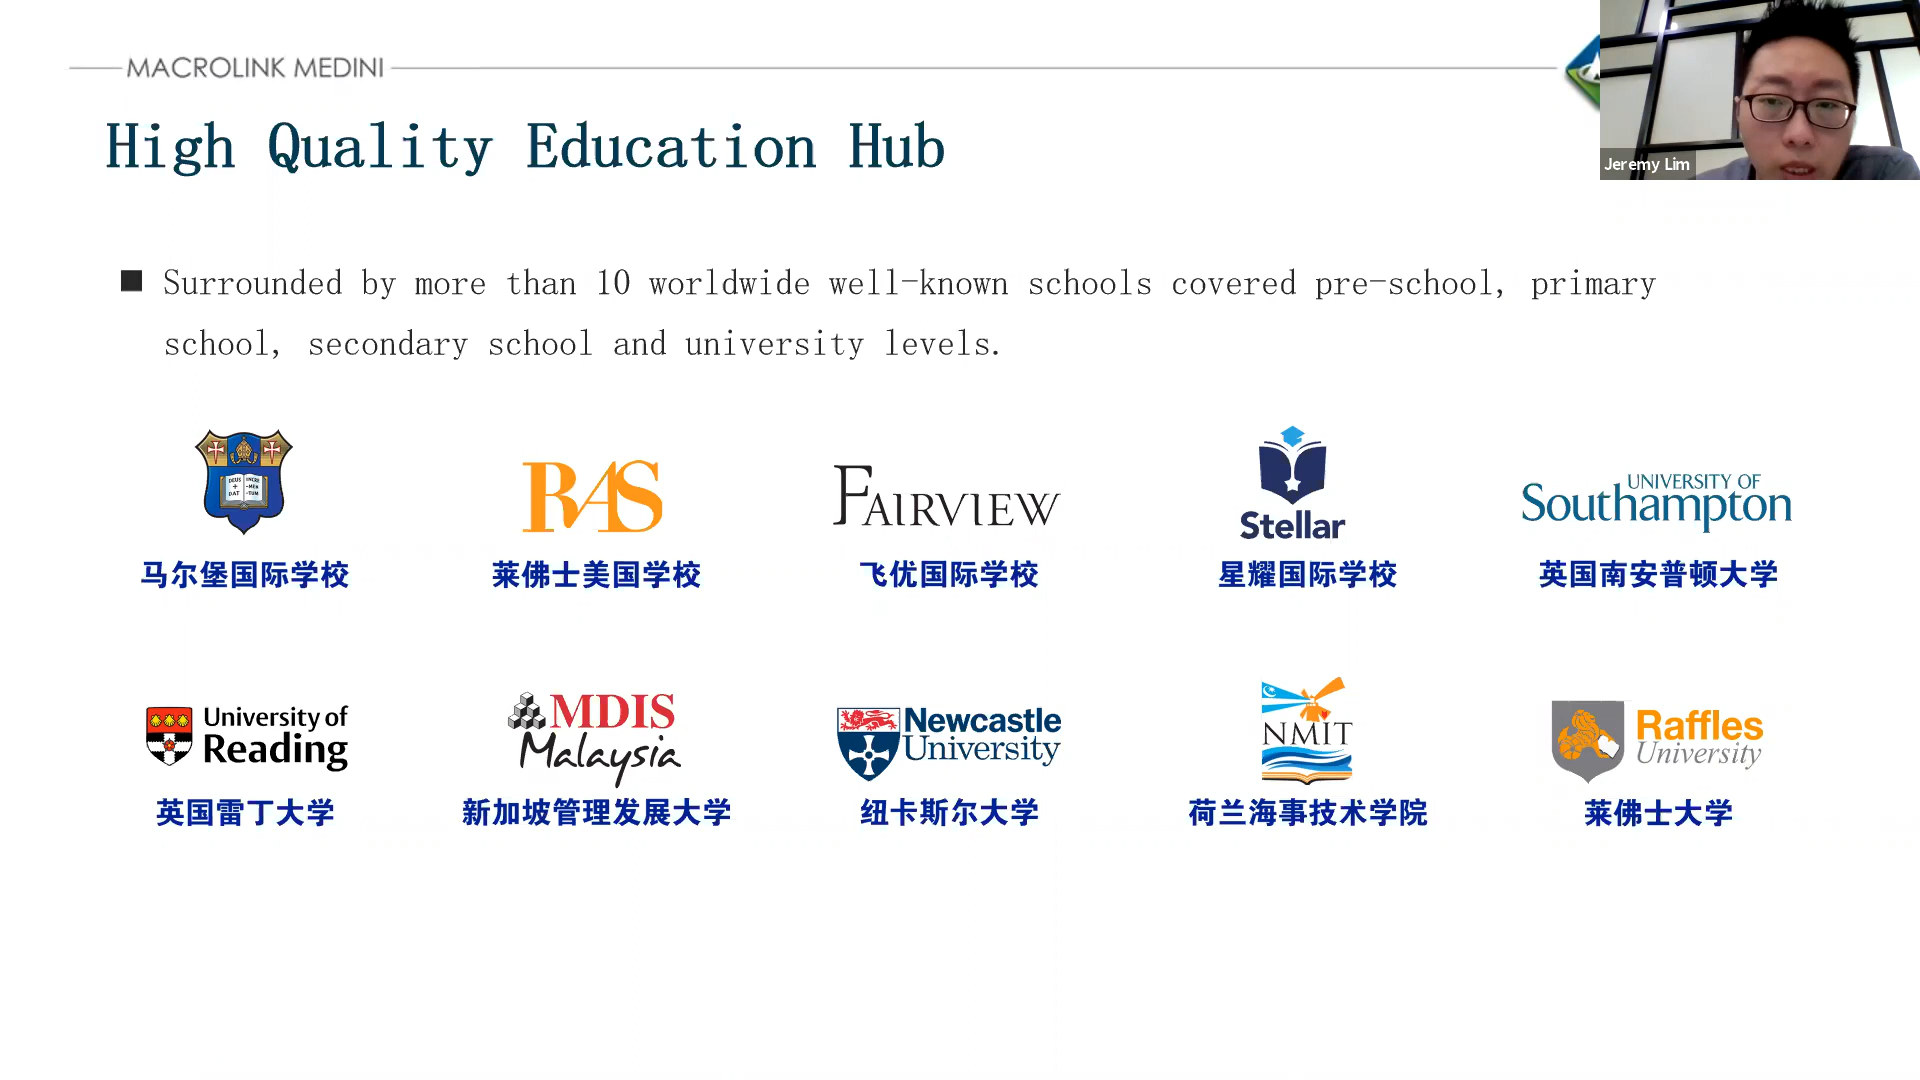 MACROLINK MEDINI
Jeremy Lim
High Quality Education Hub
■ Surrounded by more than 10 worldwide well-known schools covered pre-school, primary
school, secondary school and university levels.
DEUS INCRE
+ -MEN
DAT -TUM
马尔堡国际学校
RAS
莱佛士美国学校
FAIRVIEW
飞优国际学校
Stellar
星耀国际学校
UNIVERSITY OF
Southampton
英国南安普顿大学
University of
Reading
英国雷丁大学
MDIS
Malaysia
新加坡管理发展大学
Newcastle
University
纽卡斯尔大学
NMIT
荷兰海事技术学院
Raffles
University
莱佛士大学